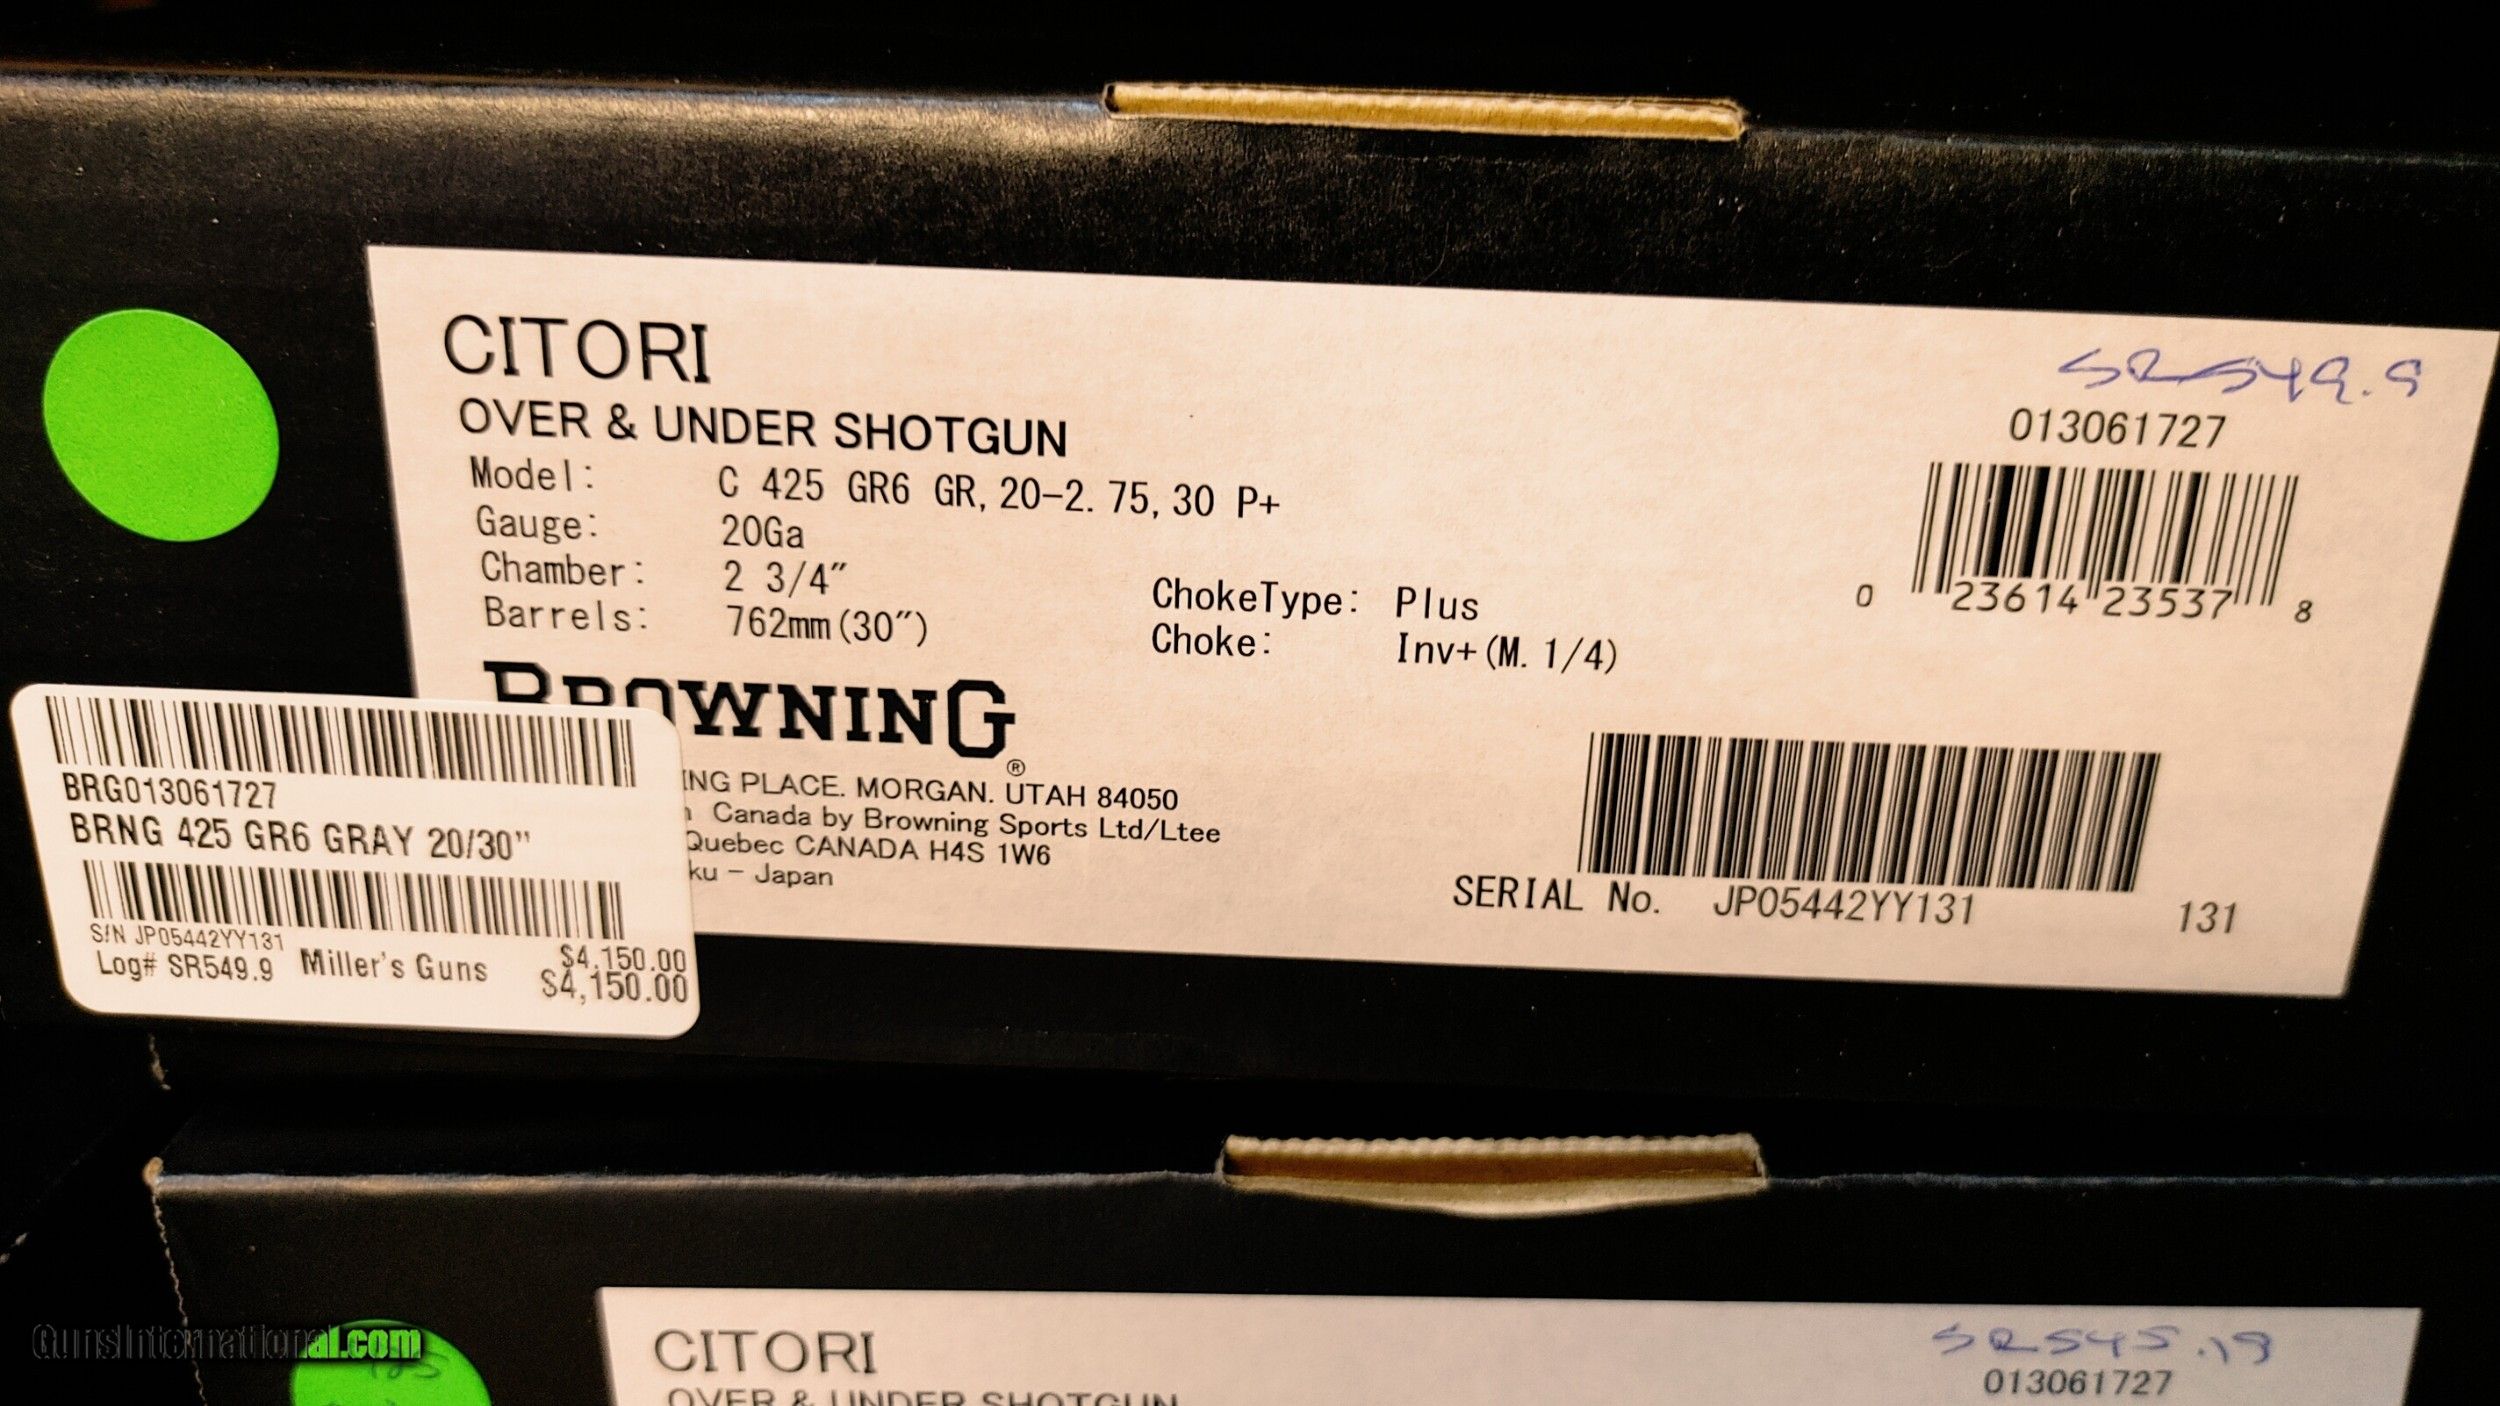 CITORI
OVER & UNDER SHOTGUN
Model: C 425 GR6 GR, 20-2. 75, 30 P+
Gauge: 20Ga
Chamber: 2 3/4"
Barrels: 762mm (30")
ChokeType: Plus
Choke: Inv+ (M. 1/4)
SR549.9
013061727
0 23614 23537 8
BROWNING®
PLACE. MORGAN. UTAH 84050
Canada by Browning Sports Ltd/Ltee
Quebec CANADA H4S 1W6
- Japan
SERIAL No. JP05442YY131 131
BRG013061727
BRNG 425 GR6 GRAY 20/30"
S/N JP05442YY131
Log# SR549.9 Miller's Guns
$4,150.00
$4,150.00
GunsInternational.com
CITORI
OVER & UNDER SHOTGUN
SR545.19
013061727